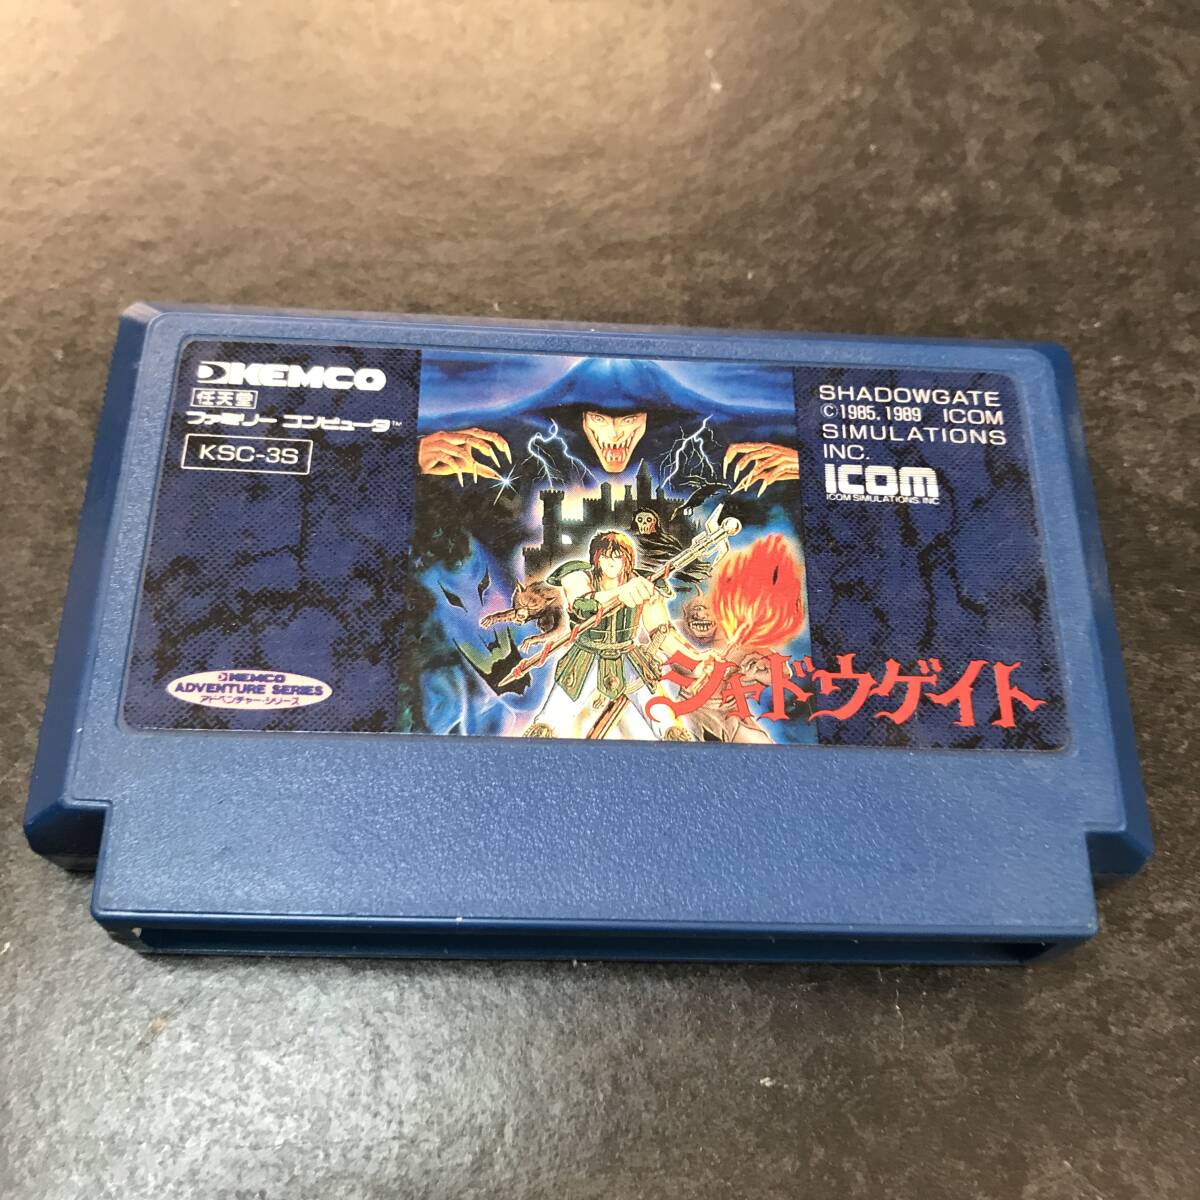 KEMCO
任天堂
ファミリー コンピュータ™
KSC-3S
SHADOWGATE
©1985.1989 ICOM
SIMULATIONS
INC.
ICOM
ICOM SIMULATIONS, INC
KEMCO
ADVENTURE SERIES
アドベンチャー・シリーズ
シャドウゲイト